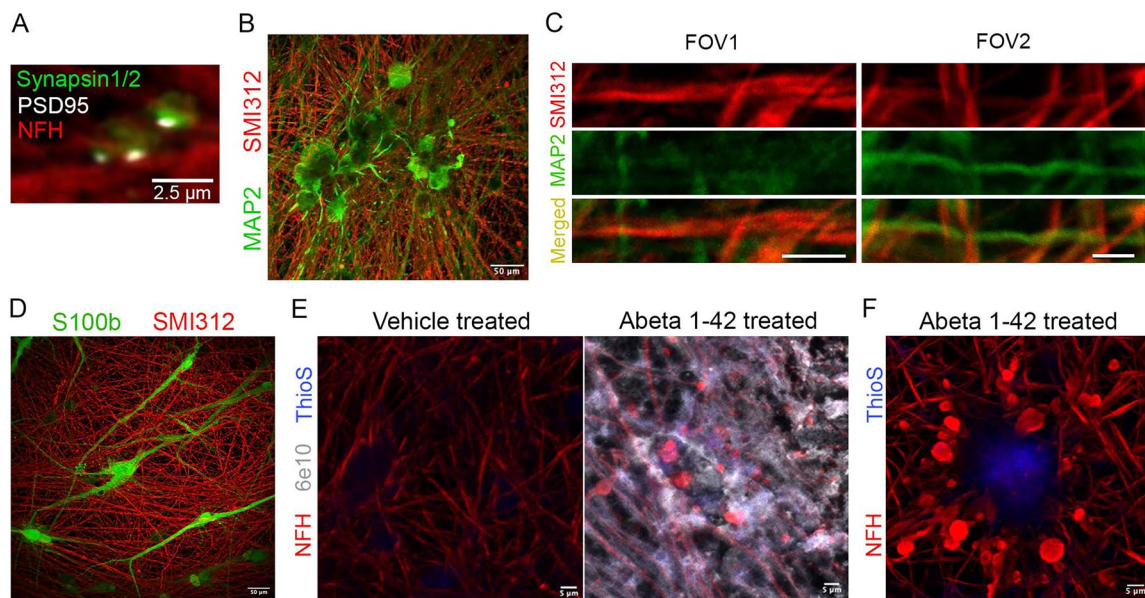 A
Synapsin1/2
PSD95
NFH
2.5 µm
B
SMI312
MAP2
50 µm
C
FOV1
FOV2
SMI312
MAP2
Merged
D
S100b
SMI312
50 µm
E
Vehicle treated
Abeta 1-42 treated
ThioS
6e10
NFH
5 µm
5 µm
F
Abeta 1-42 treated
ThioS
NFH
5 µm